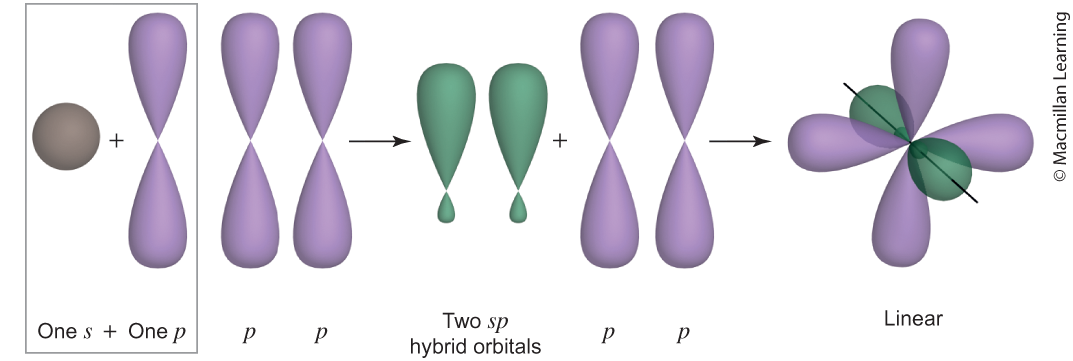 One s + One p
p
p
Two sp
hybrid orbitals
+
+
p
p
Linear
© Macmillan Learning